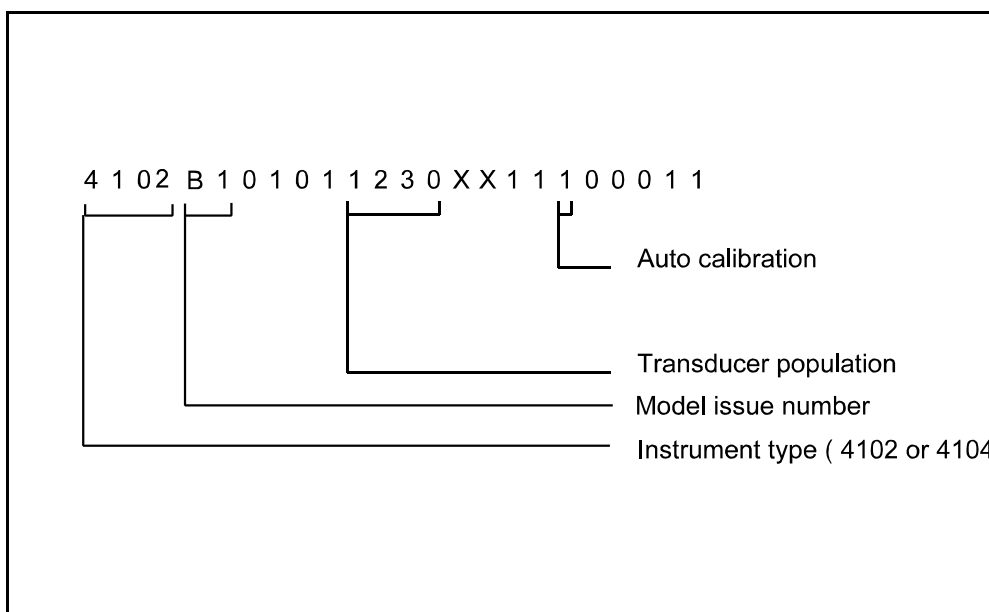 4 1 0 2 B 1 0 1 0 1 1 2 3 0 X X 1 1 1 0 0 0 1 1
Auto calibration
Transducer population
Model issue number
Instrument type ( 4102 or 4104